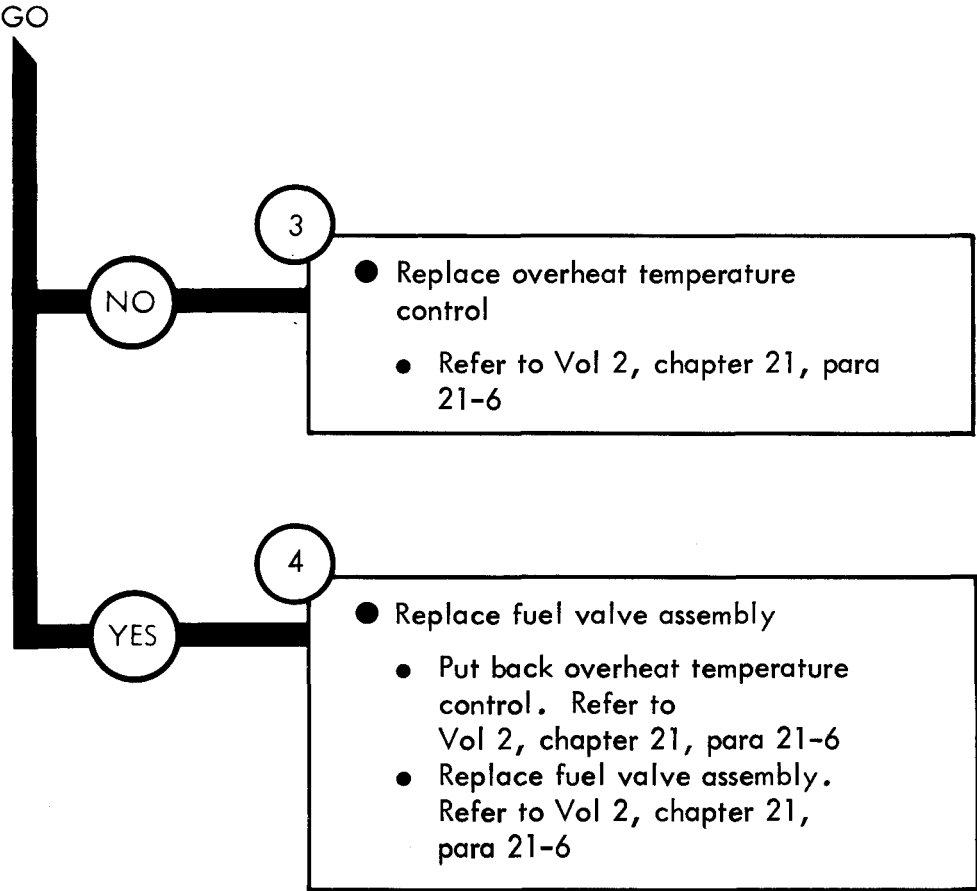 GO
3
NO
● Replace overheat temperature
control
● Refer to Vol 2, chapter 21, para
21-6
4
YES
● Replace fuel valve assembly
● Put back overheat temperature
control. Refer to
Vol 2, chapter 21, para 21-6
● Replace fuel valve assembly.
Refer to Vol 2, chapter 21,
para 21-6